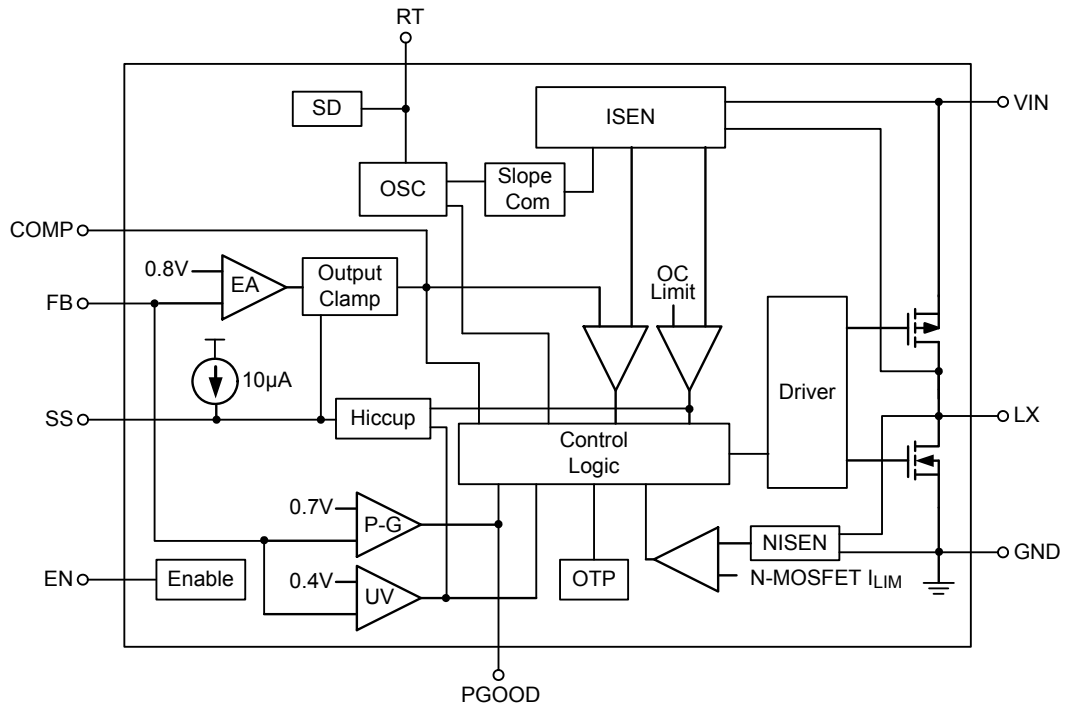 RT
SD
ISEN
VIN
OSC
Slope
Com
COMP
0.8V
EA
Output
Clamp
OC
Limit
FB
10µA
Driver
SS
Hiccup
LX
Control
Logic
0.7V
P-G
NISEN
GND
EN
Enable
0.4V
UV
OTP
N-MOSFET ILIM
PGOOD